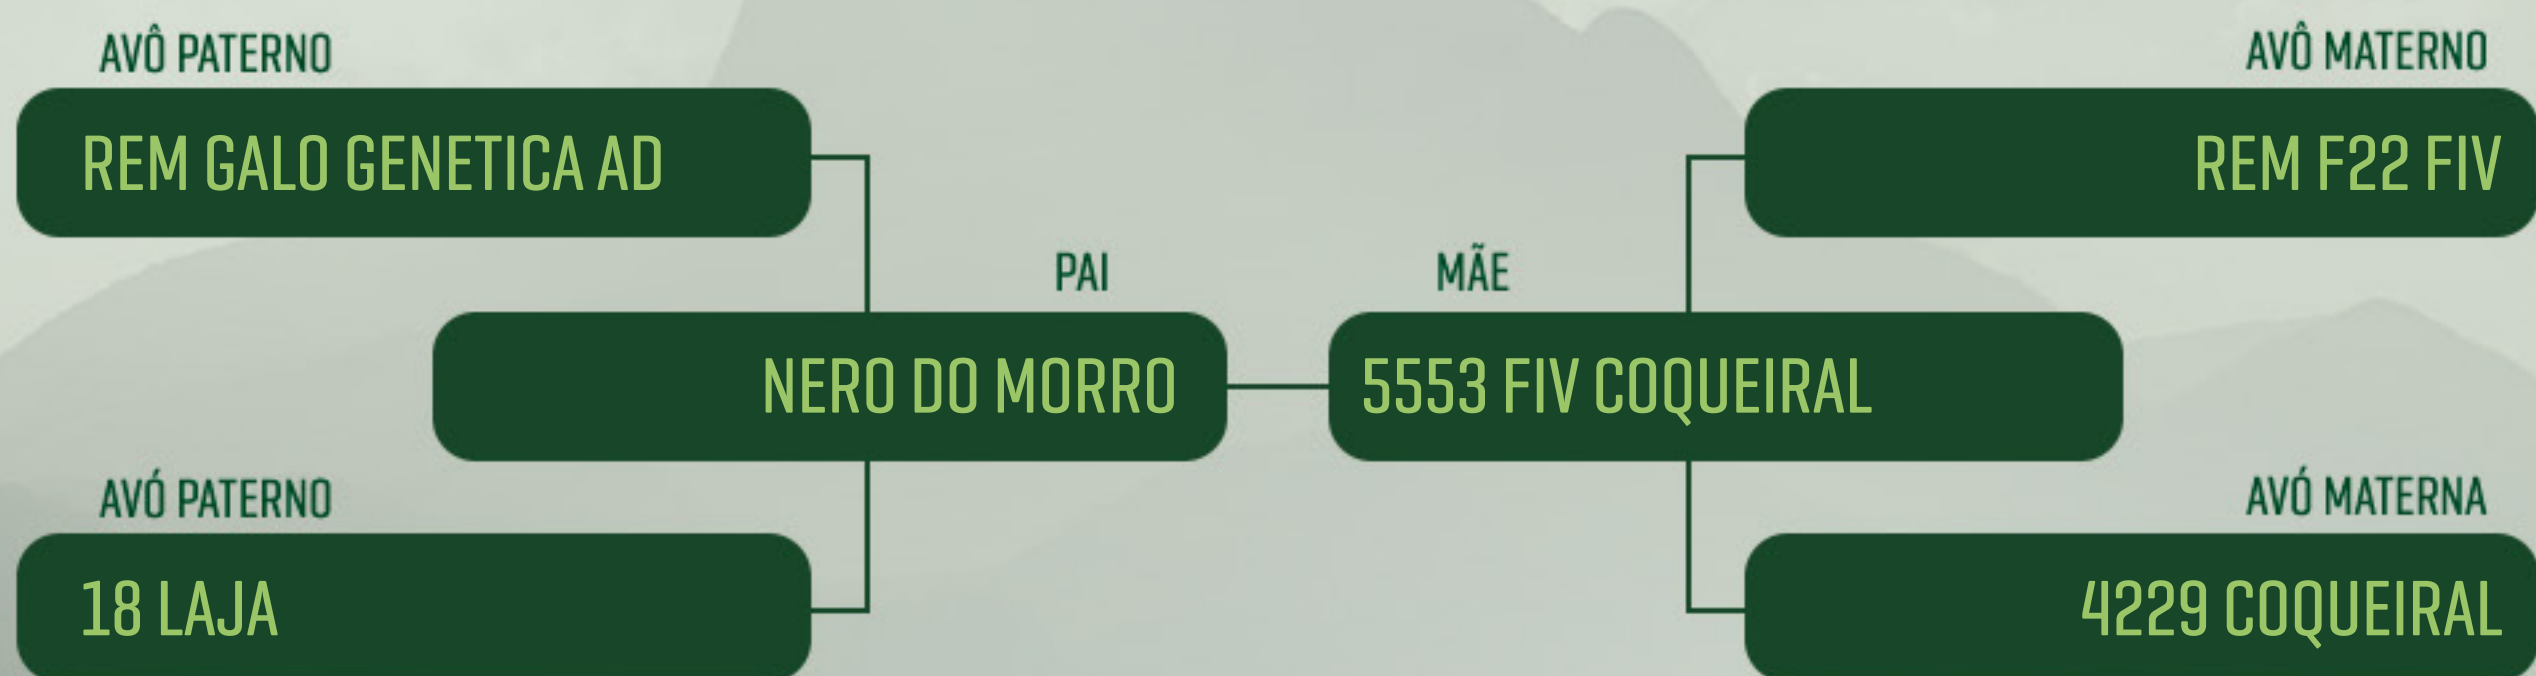 AVÔ PATERNO
AVÔ MATERNO
REM GALO GENETICA AD
REM F22 FIV
PAI
MÃE
NERO DO MORRO
5553 FIV COQUEIRAL
AVÓ PATERNO
AVÓ MATERNA
18 LAJA
4229 COQUEIRAL